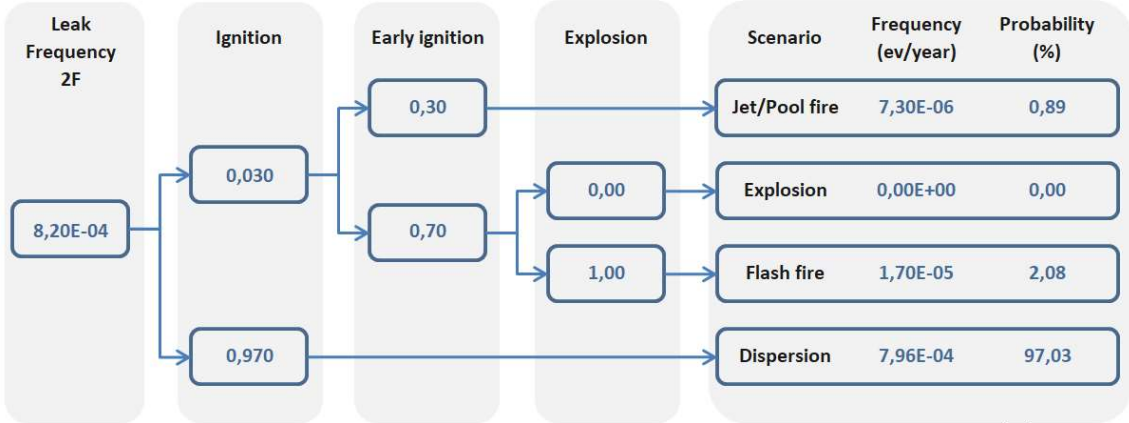 Leak
Frequency
2F
Ignition
Early ignition
Explosion
Scenario
Frequency
(ev/year)
Probability
(%)
0,30
Jet/Pool fire 7,30E-06 0,89
0,030
0,00
Explosion 0,00E+00 0,00
8,20E-04
0,70
1,00
Flash fire 1,70E-05 2,08
0,970
Dispersion 7,96E-04 97,03